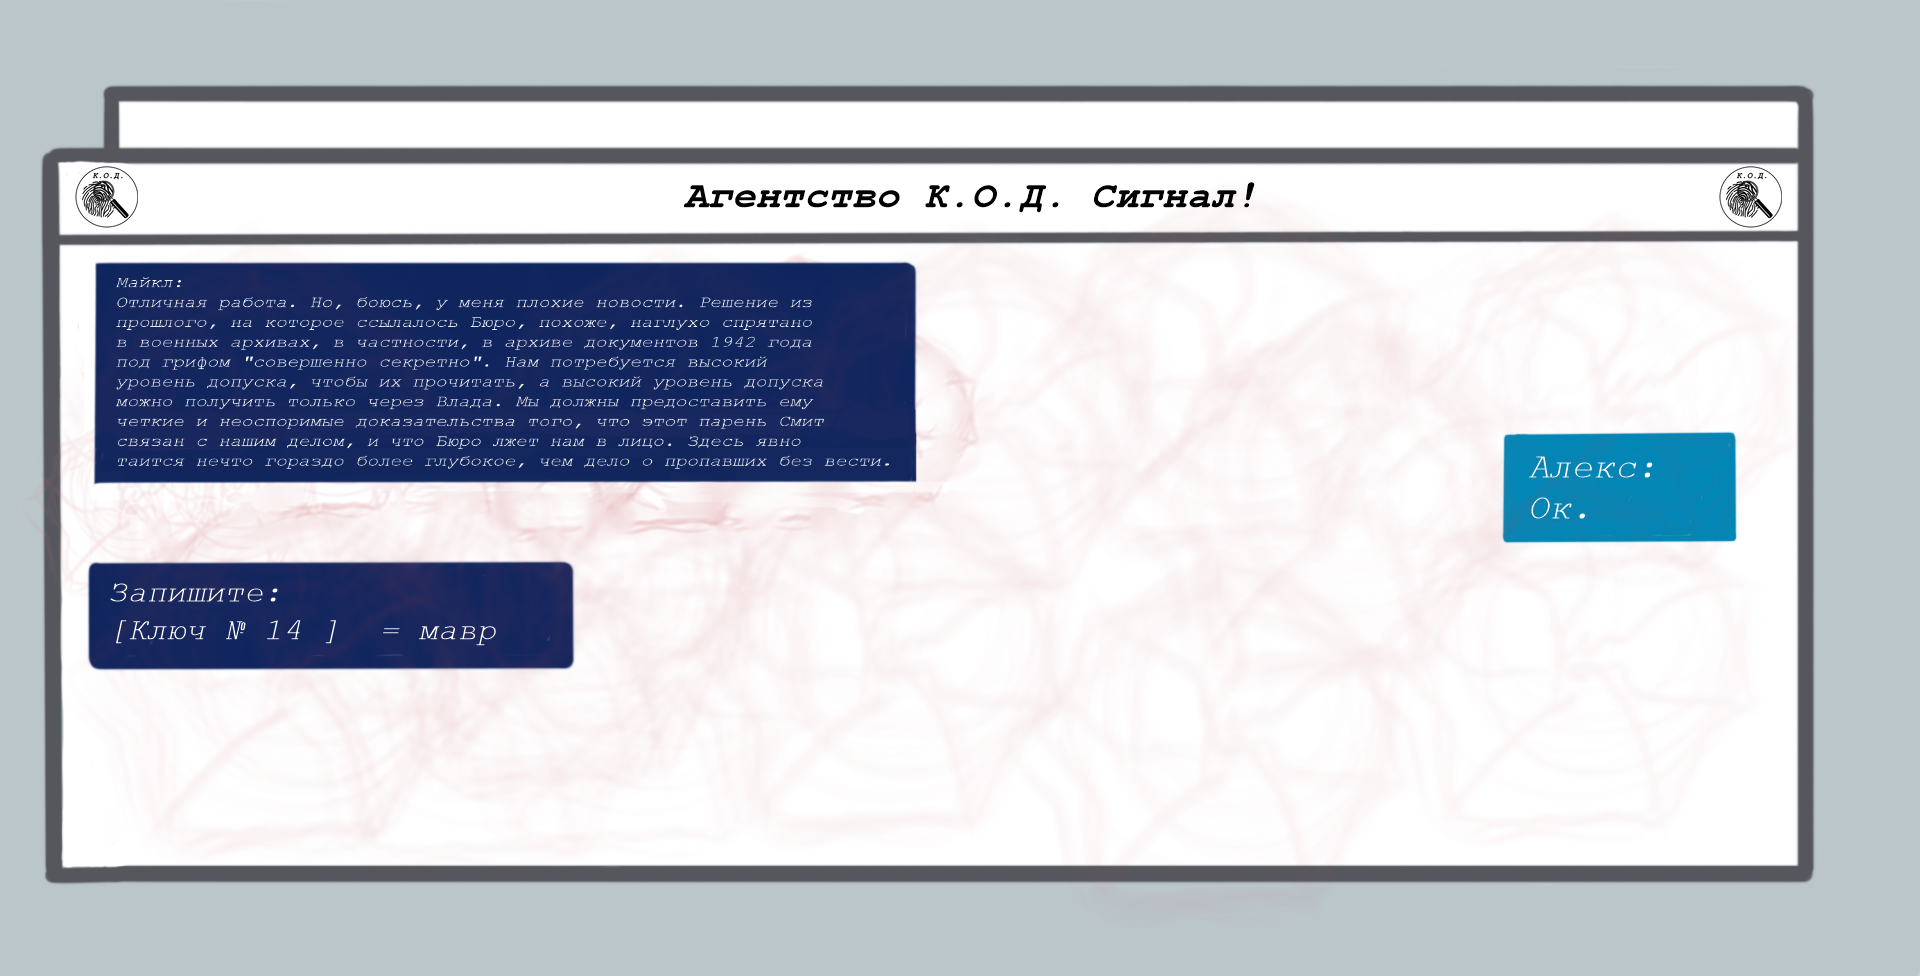 К.О.Д.
Агентство К.О.Д. Сигнал!
К.О.Д.
Майкл:
Отличная работа. Но, боюсь, у меня плохие новости. Решение из
прошлого, на которое ссылалось Бюро, похоже, наглухо спрятано
в военных архивах, в частности, в архиве документов 1942 года
под грифом "совершенно секретно". Нам потребуется высокий
уровень допуска, чтобы их прочитать, а высокий уровень допуска
можно получить только через Влада. Мы должны предоставить ему
четкие и неоспоримые доказательства того, что этот парень Смит
связан с нашим делом, и что Бюро лжет нам в лицо. Здесь явно
таится нечто гораздо более глубокое, чем дело о пропавших без вести.
Алекс:
Ок.
Запишите:
[Ключ № 14 ]  = мавр